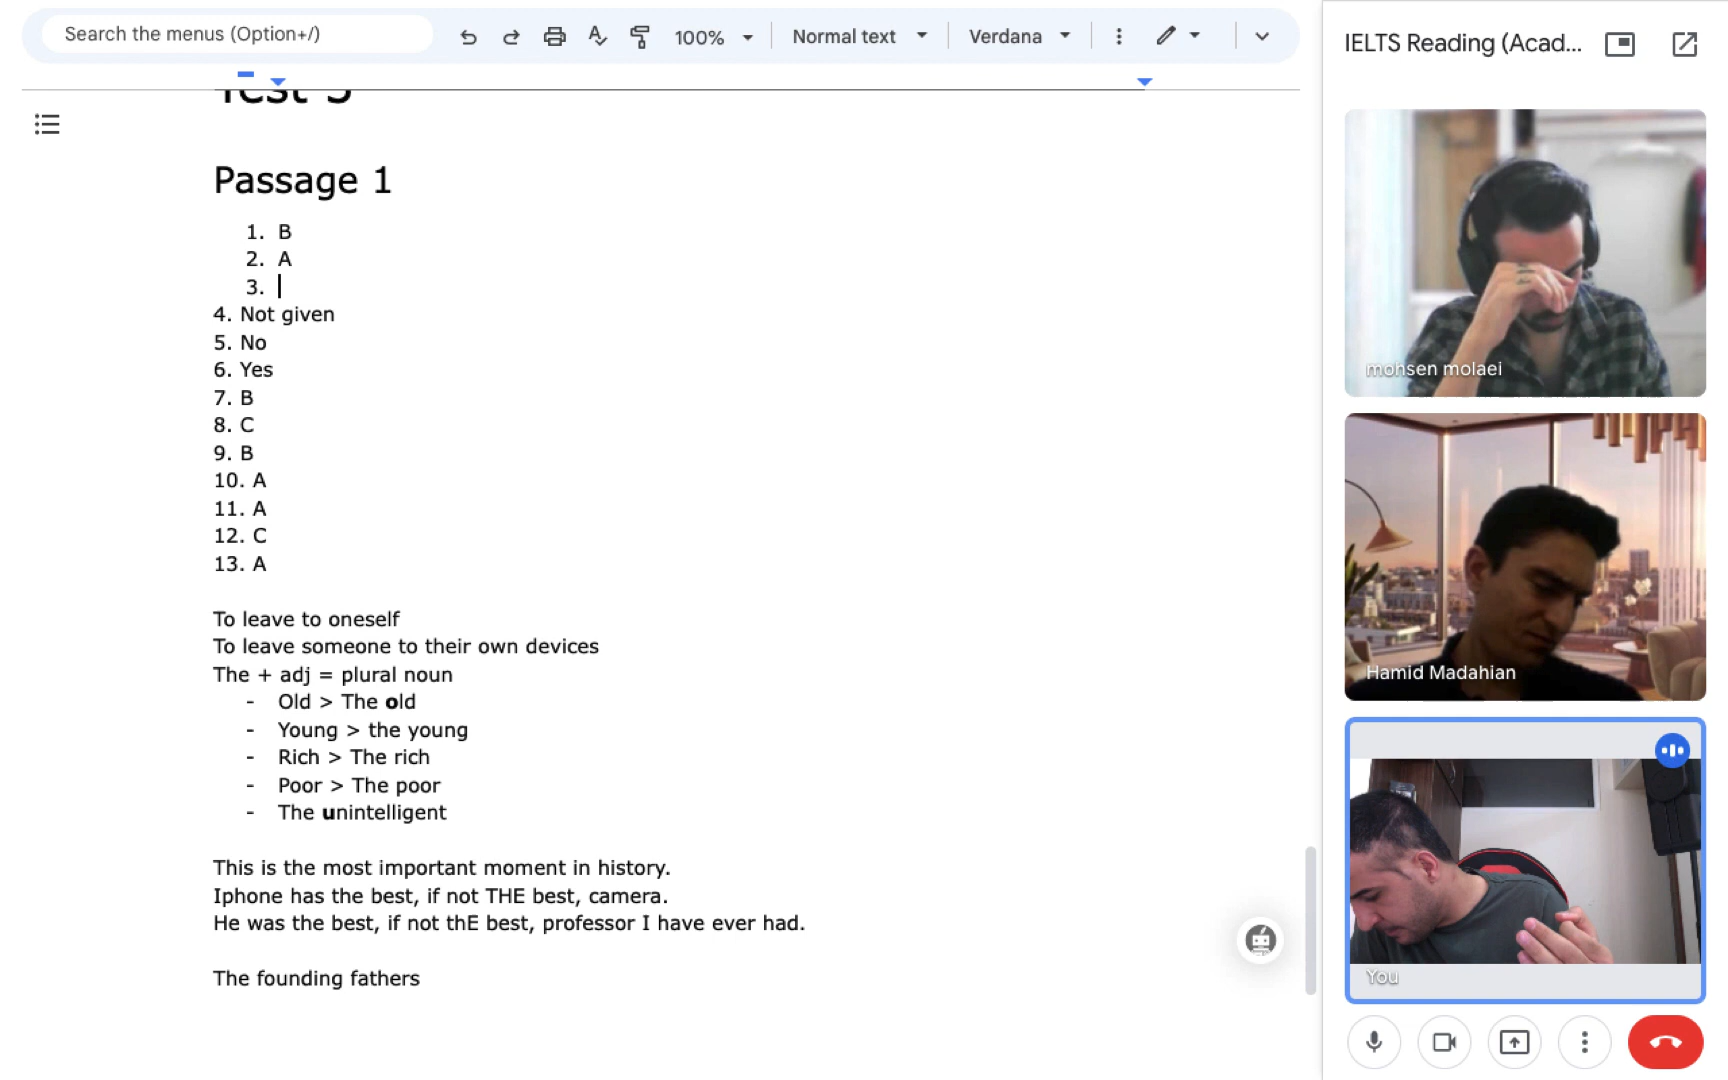 Search the menus (Option+/)
100%
Normal text
Verdana
IELTS Reading (Acad...
Test 3
Passage 1
1. B
2. A
3.
4. Not given
5. No
6. Yes
7. B
8. C
9. B
10. A
11. A
12. C
13. A
To leave to oneself
To leave someone to their own devices
The + adj = plural noun
- Old > The old
- Young > the young
- Rich > The rich
- Poor > The poor
- The unintelligent
This is the most important moment in history.
Iphone has the best, if not THE best, camera.
He was the best, if not thE best, professor I have ever had.
The founding fathers
mohsen molaei
Hamid Madahian
You